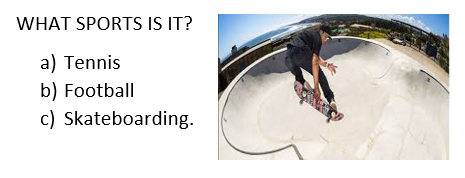 WHAT SPORTS IS IT?
a) Tennis
b) Football
c) Skateboarding.